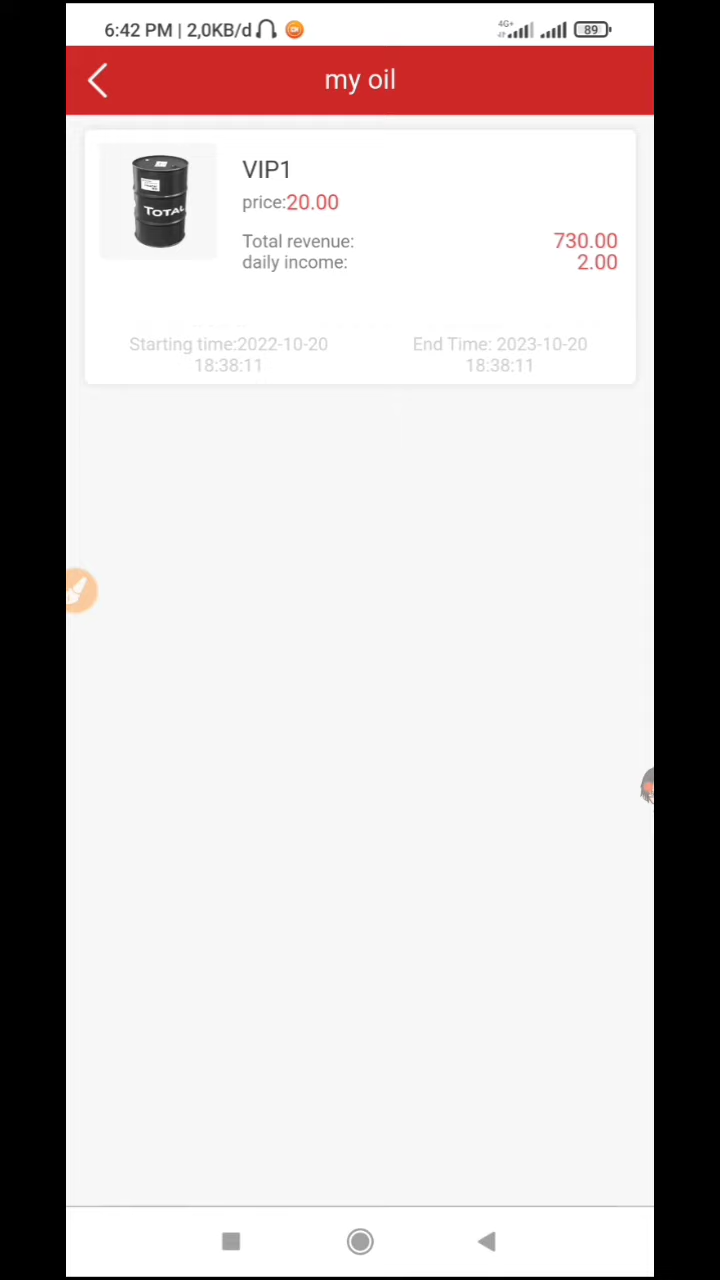 6:42 PM | 2,0KB/d
4G+
89
my oil
TOTAL
VIP1
price:20.00
Total revenue: 730.00
daily income: 2.00
Starting time:2022-10-20 18:38:11
End Time: 2023-10-20 18:38:11